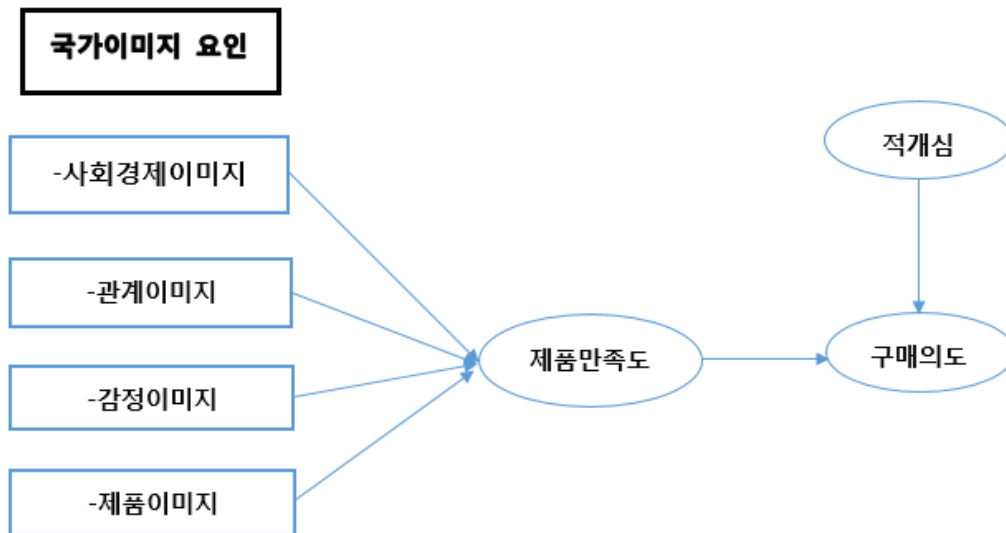 국가이미지 요인
-사회경제이미지
-관계이미지
-감정이미지
-제품이미지
제품만족도
적개심
구매의도